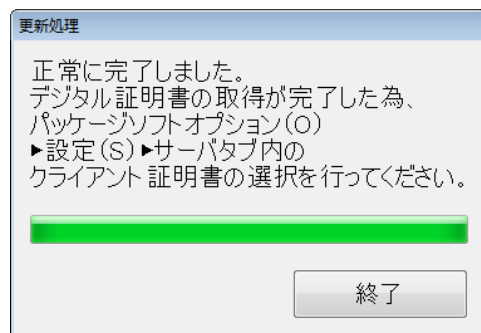 更新処理
正常に完了しました。
デジタル証明書の取得が完了した為、
パッケージソフトオプション(O)
▶設定(S)▶サーバタブ内の
クライアント証明書の選択を行ってください。
終了